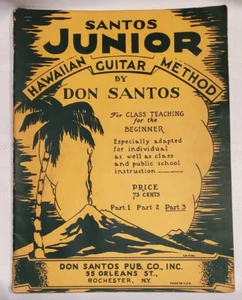 SANTOS
JUNIOR
HAWAIIAN GUITAR METHOD
BY
DON SANTOS
For CLASS TEACHING
for the
BEGINNER
Especially adapted
for individual
as well as class
and public school
instruction
PRICE
75 CENTS
Part 1 Part 2 Part 3
DON SANTOS PUB. CO., INC.
35 ORLEANS ST.,
ROCHESTER, NY.